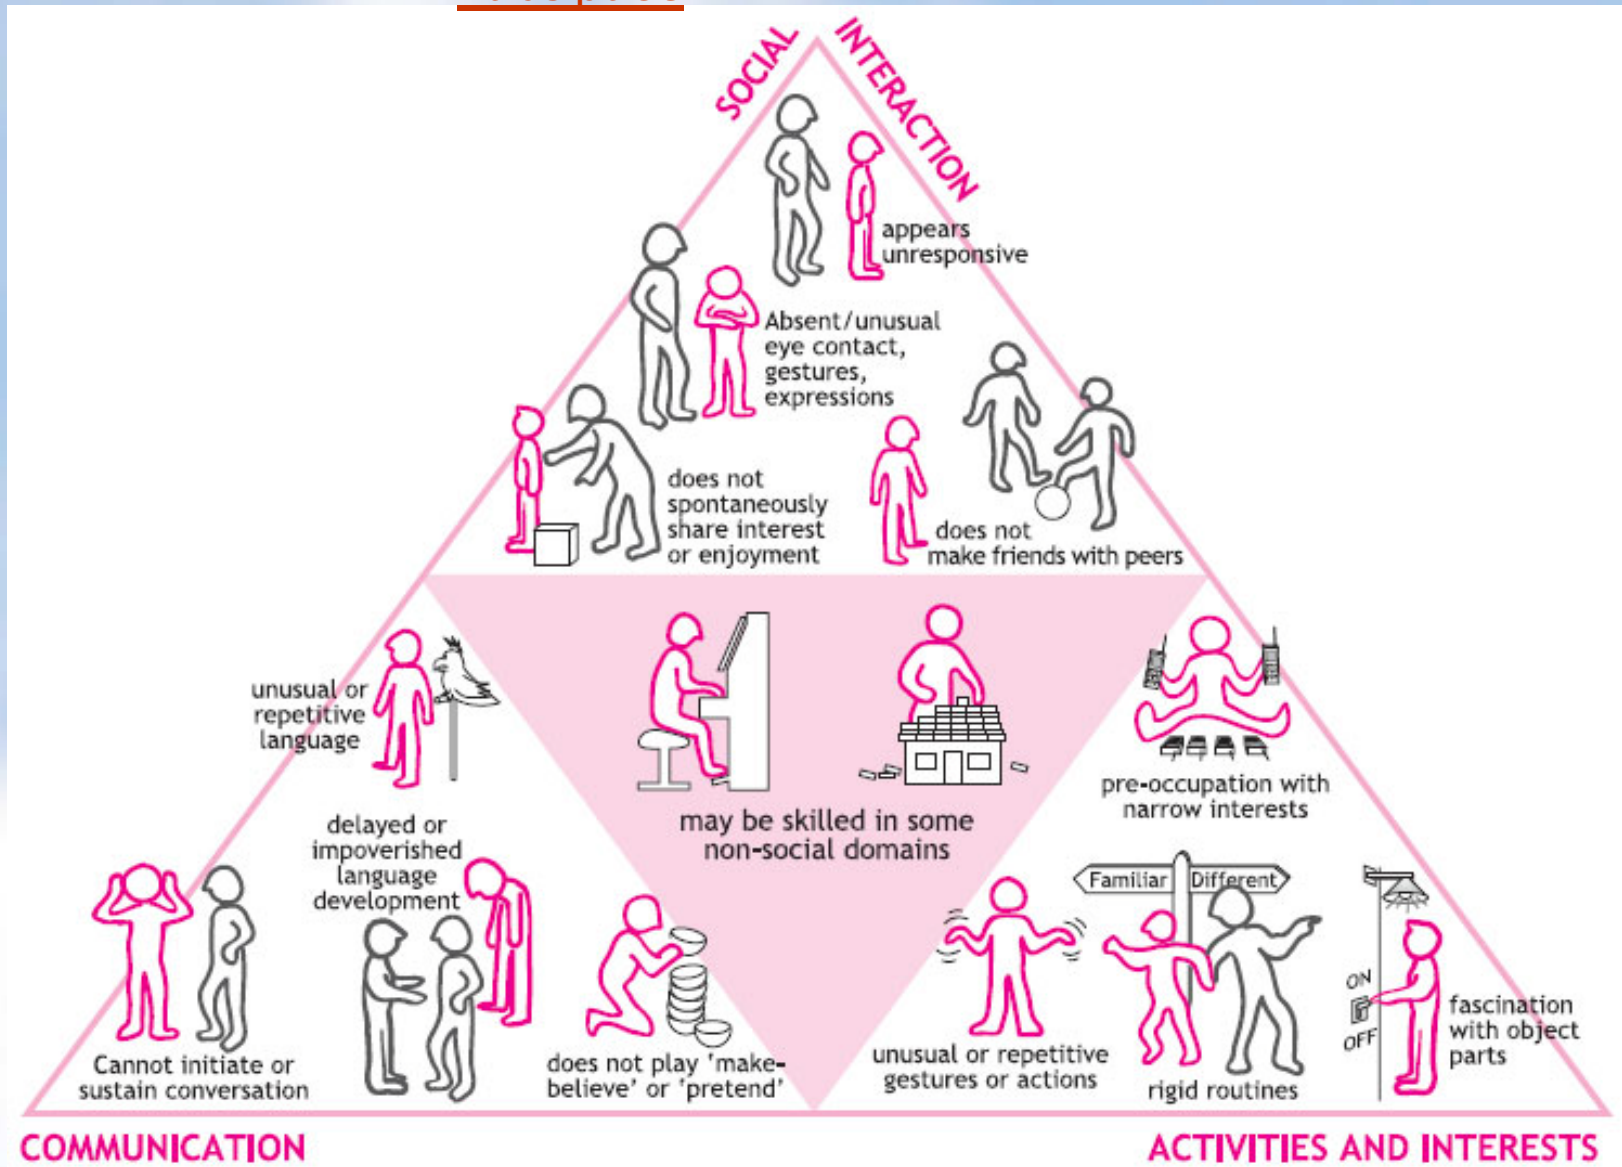 SOCIAL INTERACTION
appears
unresponsive
Absent/unusual
eye contact,
gestures,
expressions
does not
spontaneously
share interest
or enjoyment
does not
make friends with peers
unusual or
repetitive
language
may be skilled in some
non-social domains
pre-occupation with
narrow interests
delayed or
impoverished
language
development
Familiar
Different
ON
OFF
fascination
with object
parts
Cannot initiate or
sustain conversation
does not play 'make-
believe' or 'pretend'
unusual or repetitive
gestures or actions
rigid routines
COMMUNICATION
ACTIVITIES AND INTERESTS